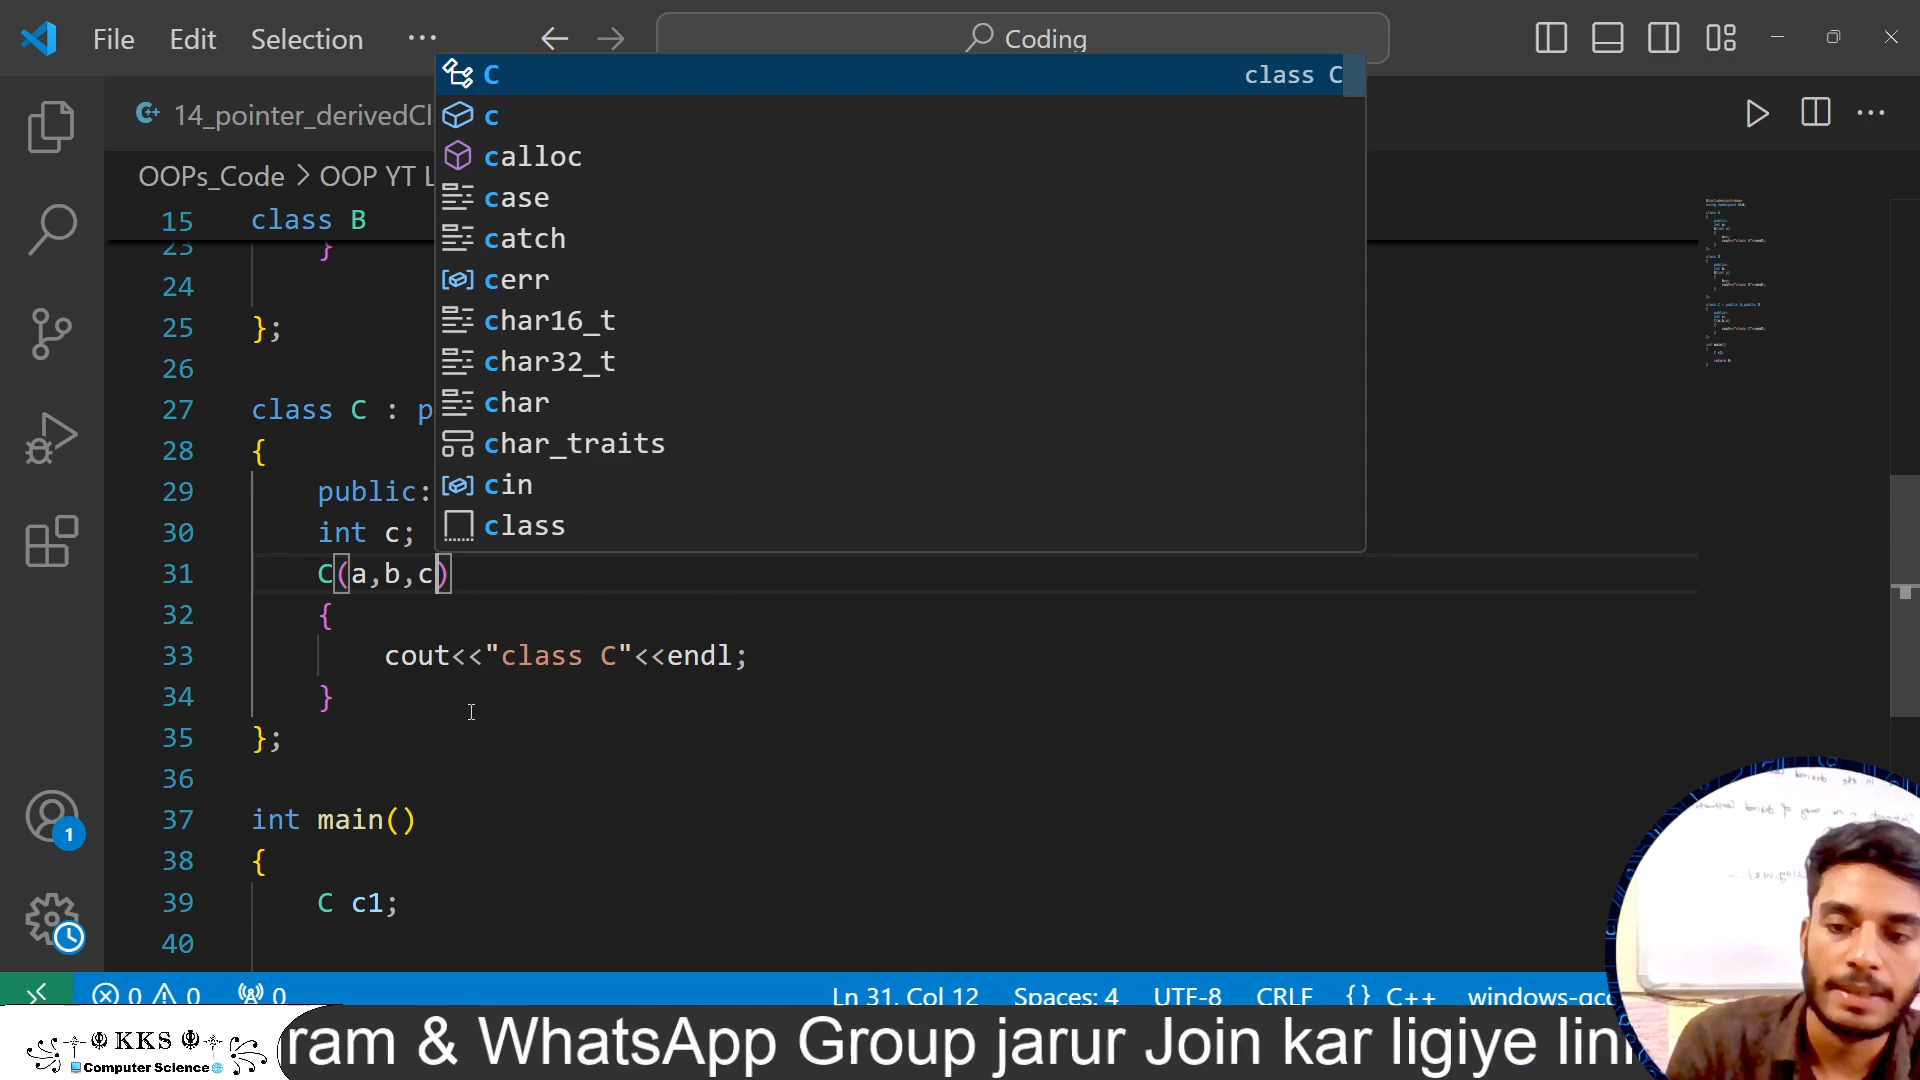 File Edit Selection ··· Coding
C class C
c
calloc
case
catch
cerr
char16_t
char32_t
char
char_traits
cin
class
14_pointer_derivedCl
OOPs_Code > OOP YT L
15 class B
23 }
24
25 };
26
27 class C : p
28 {
29 public:
30 int c;
31 C(a,b,c)
32 {
33 cout<<"class C"<<endl;
34 }
35 };
36
37 int main()
38 {
39 C c1;
40
1
0 0 0 Ln 31, Col 12 Spaces: 4 UTF-8 CRLF {} C++ windows-gcc
KKS
Computer Science
ram & WhatsApp Group jarur Join kar ligiye lin